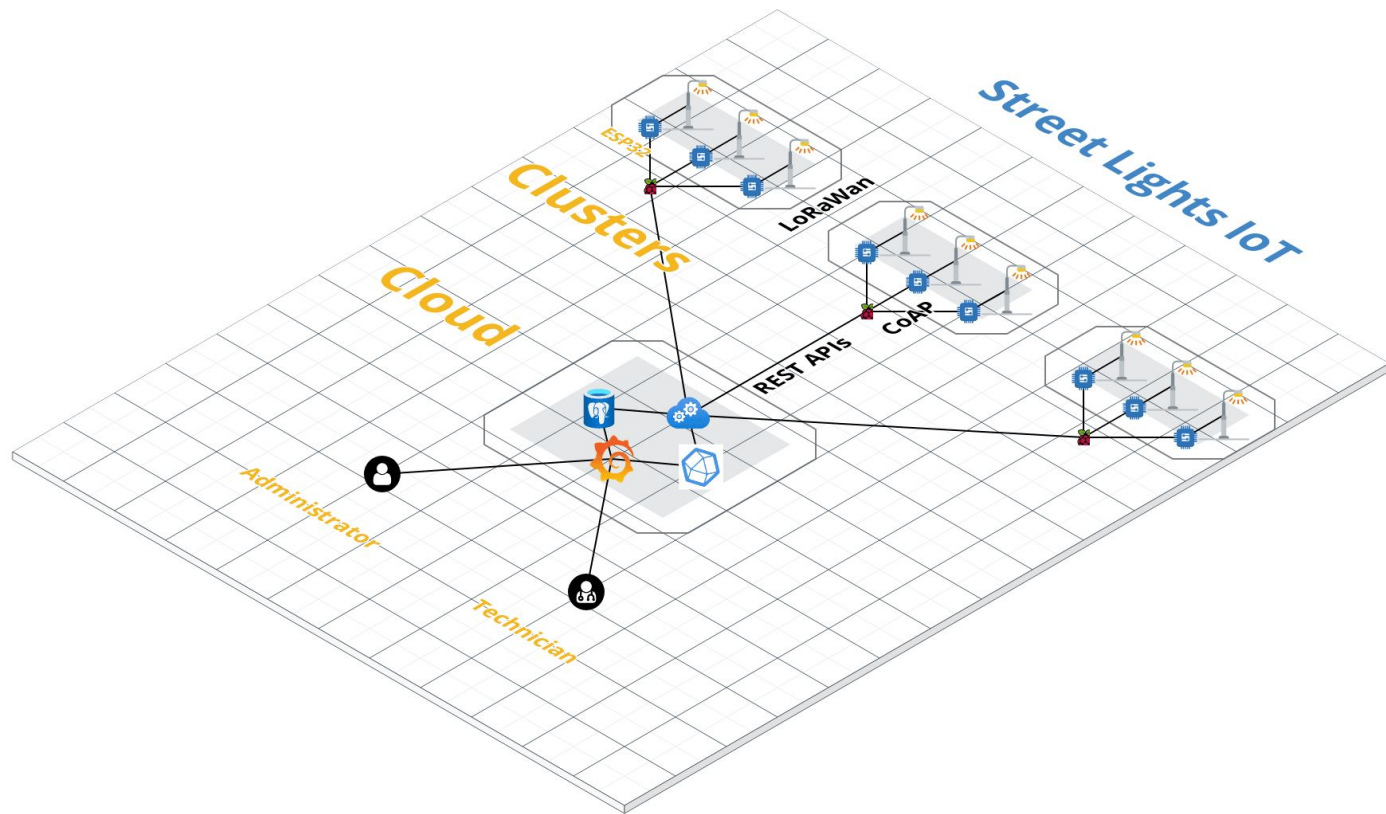 Street Lights IoT
ESP32
Clusters
LoRaWan
Cloud
CoAP
REST APIs
Administrator
Technician